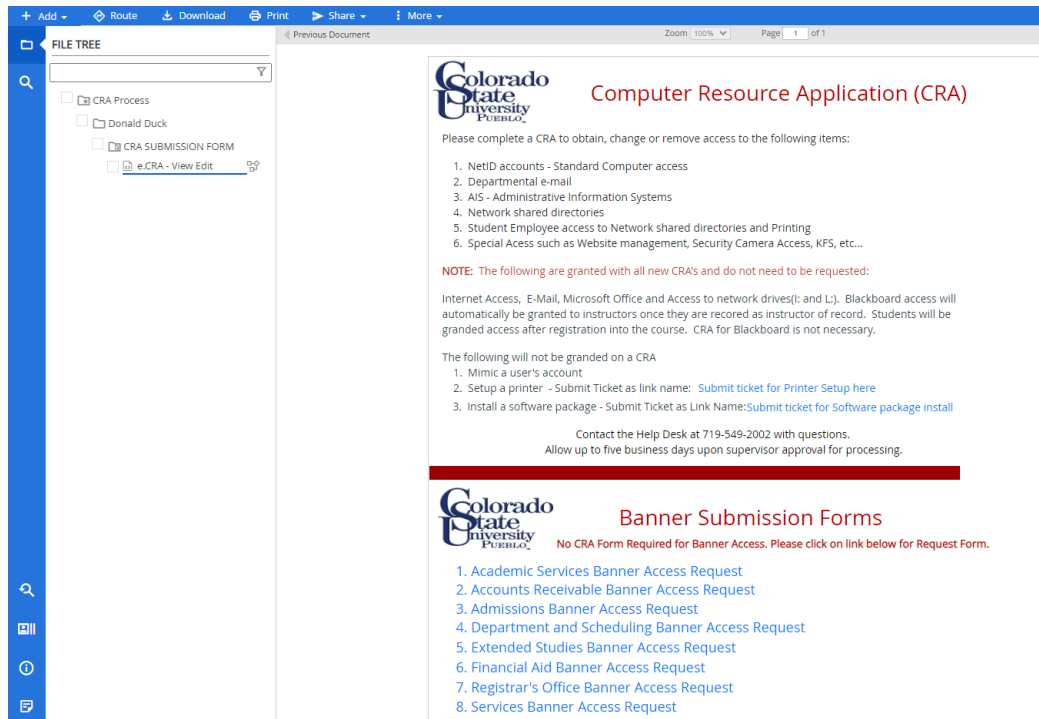 + Add Route Download Print Share More
FILE TREE
CRA Process
Donald Duck
CRA SUBMISSION FORM
e.CRA - View Edit
Previous Document Zoom 100% Page 1 of 1
Colorado
State
University
PUEBLO
Computer Resource Application (CRA)
Please complete a CRA to obtain, change or remove access to the following items:
1. NetID accounts - Standard Computer access
2. Departmental e-mail
3. AIS - Administrative Information Systems
4. Network shared directories
5. Student Employee access to Network shared directories and Printing
6. Special Acess such as Website management, Security Camera Access, KFS, etc...
NOTE: The following are granted with all new CRA's and do not need to be requested:
Internet Access, E-Mail, Microsoft Office and Access to network drives(I: and L:). Blackboard access will
automatically be granted to instructors once they are recored as instructor of record. Students will be
granded access after registration into the course. CRA for Blackboard is not necessary.
The following will not be granded on a CRA
1. Mimic a user's account
2. Setup a printer - Submit Ticket as link name: Submit ticket for Printer Setup here
3. Install a software package - Submit Ticket as Link Name:Submit ticket for Software package install
Contact the Help Desk at 719-549-2002 with questions.
Allow up to five business days upon supervisor approval for processing.
Colorado
State
University
PUEBLO
Banner Submission Forms
No CRA Form Required for Banner Access. Please click on link below for Request Form.
1. Academic Services Banner Access Request
2. Accounts Receivable Banner Access Request
3. Admissions Banner Access Request
4. Department and Scheduling Banner Access Request
5. Extended Studies Banner Access Request
6. Financial Aid Banner Access Request
7. Registrar's Office Banner Access Request
8. Services Banner Access Request